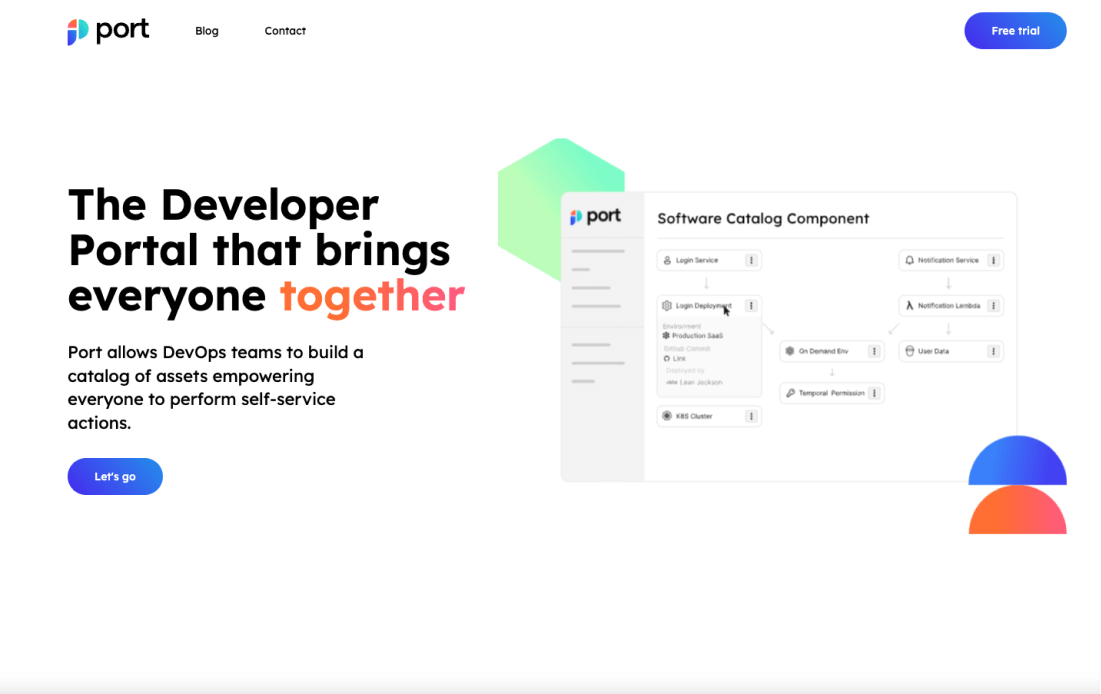 port
Blog
Contact
Free trial
The Developer
Portal that brings
everyone together
Port allows DevOps teams to build a
catalog of assets empowering
everyone to perform self-service
actions.
Let's go
port
Software Catalog Component
Login Service
Notification Service
Login Deployment
Notification Lambda
Environment
Production SaaS
Github Commit
Link
Deployed by
Lean Jackson
On Demand Env
User Data
Temporal Permission
K8S Cluster